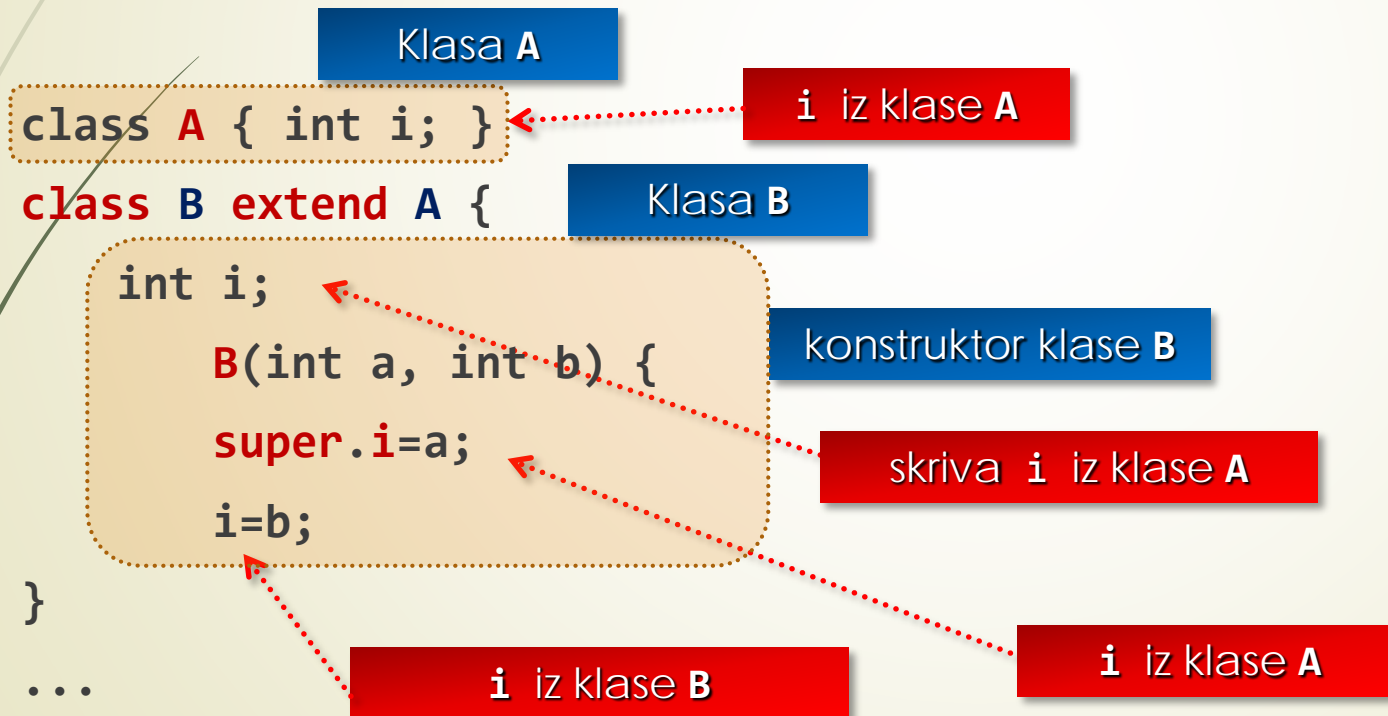 Klasa A
class A { int i; }
i iz klase A
class B extend A {
Klasa B
int i;
konstruktor klase B
B(int a, int b) {
super.i=a;
skriva i iz klase A
i=b;
}
i iz klase A
i iz klase B
...